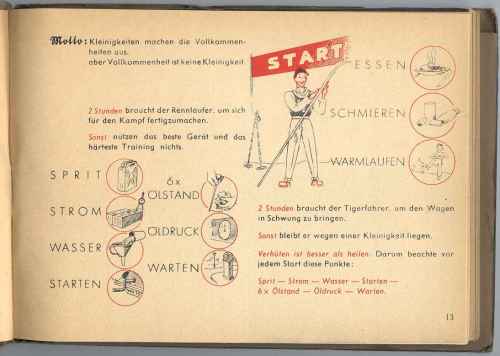 Motto: Kleinigkeiten machen die Vollkommen-
heiten aus,
aber Vollkommenheit ist keine Kleinigkeit.
START
ESSEN
SCHMIEREN
WARMLAUFEN
2 Stunden braucht der Rennläufer, um sich
für den Kampf fertigzumachen.
Sonst nutzen das beste Gerät und das
härteste Training nichts.
SPRIT
STROM
WASSER
STARTEN
6x
ÖLSTAND
ÖLDRUCK
WARTEN
2 Stunden braucht der Tigerfahrer, um den Wagen
in Schwung zu bringen.
Sonst bleibt er wegen einer Kleinigkeit liegen.
Verhüten ist besser als heilen. Darum beachte vor
jedem Start diese Punkte:
Sprit — Strom — Wasser — Starten —
6 x Ölstand — Öldruck — Warten.
13